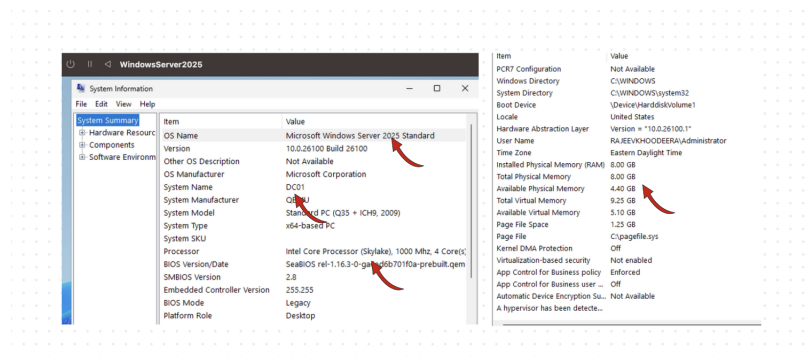 WindowsServer2025
System Information
File Edit View Help
System Summary
Hardware Resourc
Components
Software Environm
Item Value
OS Name Microsoft Windows Server 2025 Standard
Version 10.0.26100 Build 26100
Other OS Description Not Available
OS Manufacturer Microsoft Corporation
System Name DC01
System Manufacturer QEMU
System Model Standard PC (Q35 + ICH9, 2009)
System Type x64-based PC
System SKU
Processor Intel Core Processor (Skylake), 1000 Mhz, 4 Core(s)
BIOS Version/Date SeaBIOS prebuilt.qem
SMBIOS Version 2.8
Embedded Controller Version 255.255
BIOS Mode Legacy
Platform Role Desktop
Item Value
PCR7 Configuration Not Available
Windows Directory C:\WINDOWS
System Directory C:\WINDOWS\system32
Boot Device \Device\HarddiskVolume1
Locale United States
Hardware Abstraction Layer Version = "10.0.26100.1"
User Name RAJEEVKHOODEERA\Administrator
Time Zone Eastern Daylight Time
Installed Physical Memory (RAM) 8.00 GB
Total Physical Memory 8.00 GB
Available Physical Memory 4.40 GB
Total Virtual Memory 9.25 GB
Available Virtual Memory 5.10 GB
Page File Space 1.25 GB
Page File C:\pagefile.sys
Kernel DMA Protection Off
Virtualization-based security Not enabled
App Control for Business policy Enforced
App Control for Business user ... Off
Automatic Device Encryption Su... Not Available
A hypervisor has been detecte...